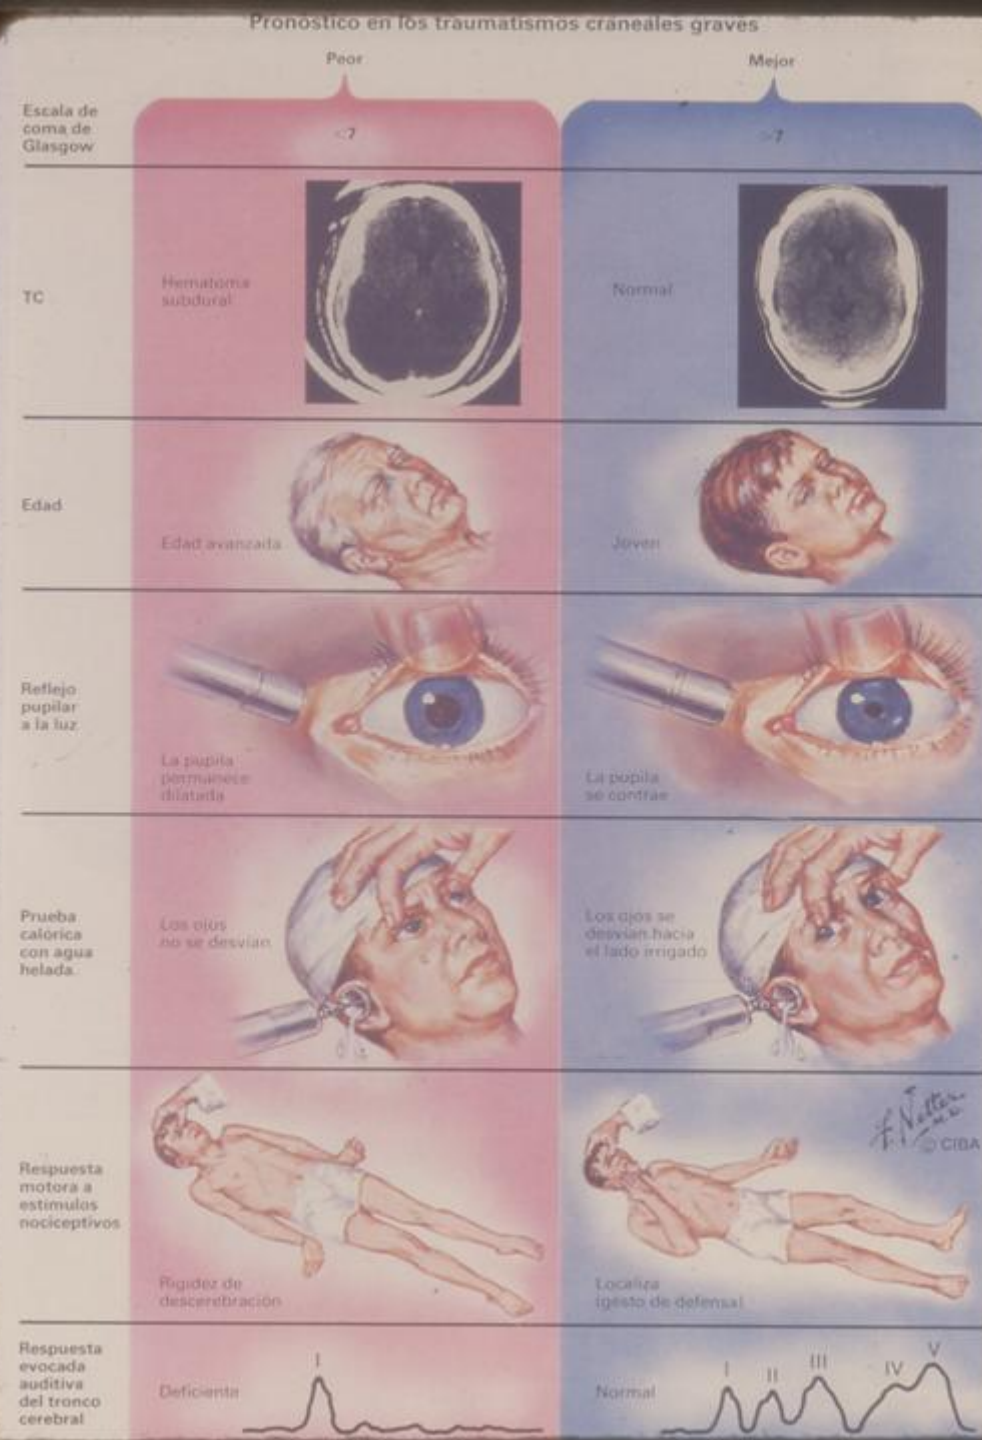 Pronóstico en los traumatismos craneales graves
Peor
Mejor
Escala de
coma de
Glasgow
<7
>7
TC
Hematoma
subdural
Normal
Edad
Edad avanzada
Joven
Reflejo
pupilar
a la luz
La pupila
permanece
dilatada
La pupila
se contrae
Prueba
calórica
con agua
helada
Los ojos
no se desvían
Los ojos se
desvían hacia
el lado irrigado
Respuesta
motora a
estímulos
nociceptivos
Rigidez de
descerebración
Localiza
(gesto de defensa)
F. Netter
M.D.
© CIBA
Respuesta
evocada
auditiva
del tronco
cerebral
Deficiente
I
Normal
I
II
III
IV
V